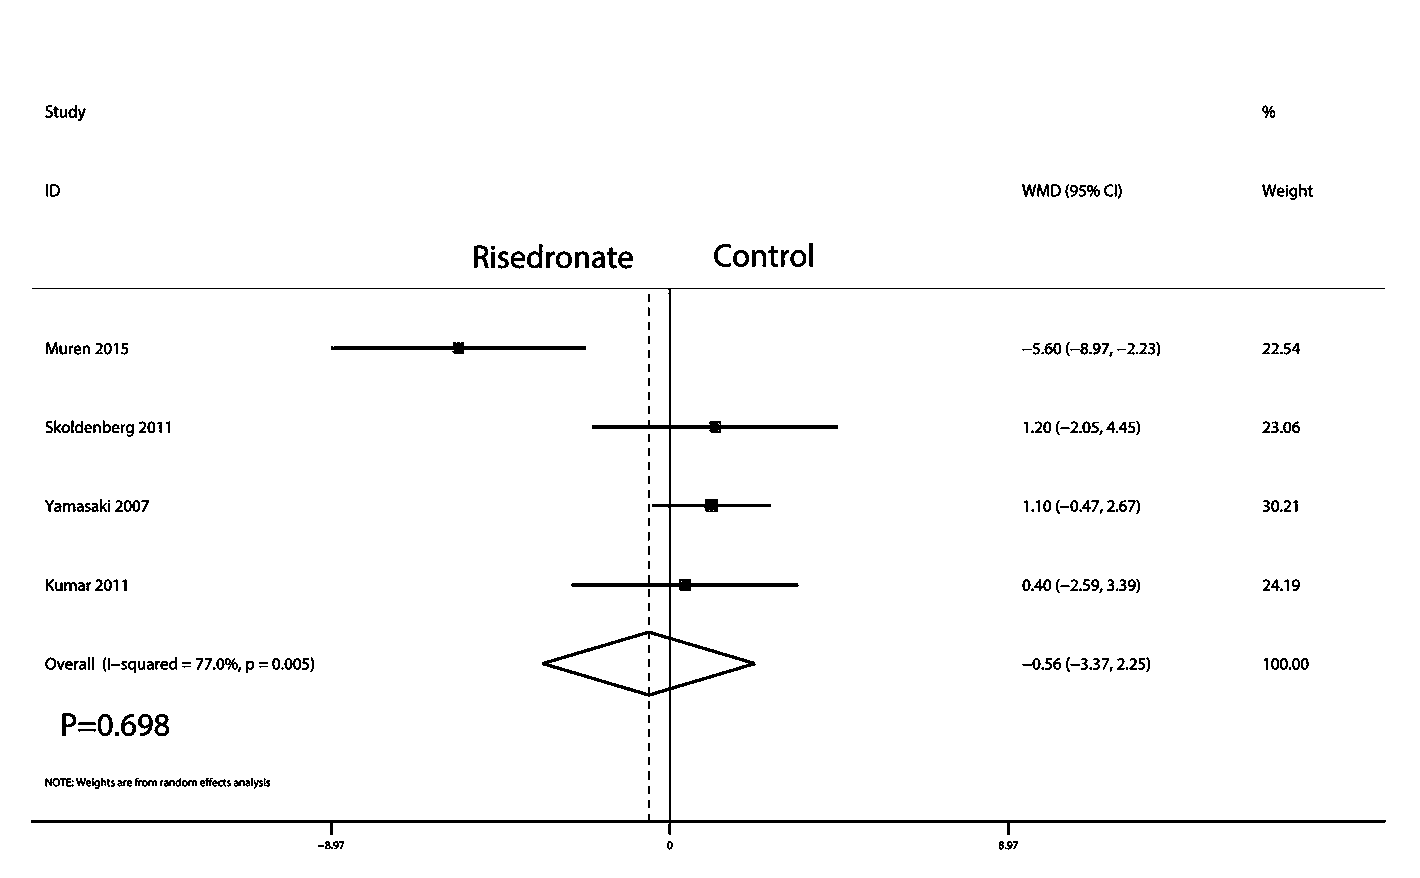 Study %
ID WMD (95% CI) Weight
Risedronate Control
Muren 2015 −5.60 (−8.97, −2.23) 22.54
Skoldenberg 2011 1.20 (−2.05, 4.45) 23.06
Yamasaki 2007 1.10 (−0.47, 2.67) 30.21
Kumar 2011 0.40 (−2.59, 3.39) 24.19
Overall (I−squared = 77.0%, p = 0.005) −0.56 (−3.37, 2.25) 100.00
P=0.698
NOTE: Weights are from random effects analysis
−8.97 0 8.97